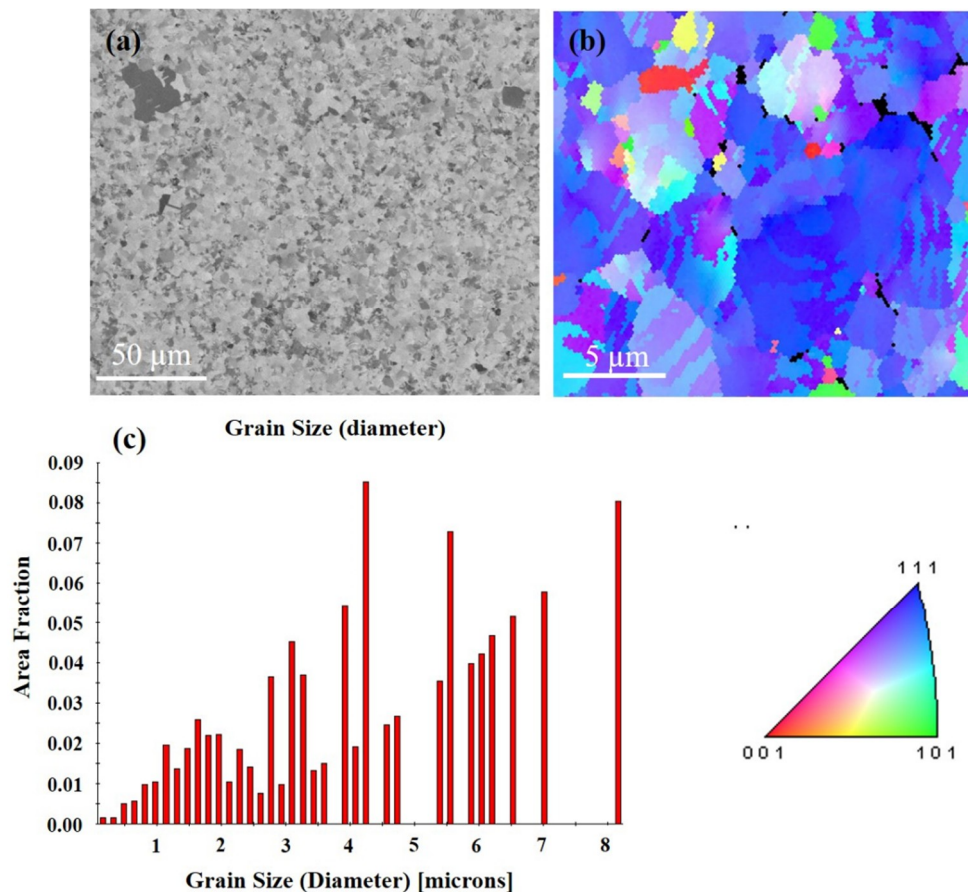 (a)
50 µm
(b)
5 µm
(c)
Grain Size (diameter)
0.09
0.08
0.07
0.06
0.04
0.03
0.02
0.01
0.00
Area Fraction
1 2 3 4 5 6 7 8
Grain Size (Diameter) [microns]
1 1 1
0 0 1
1 0 1